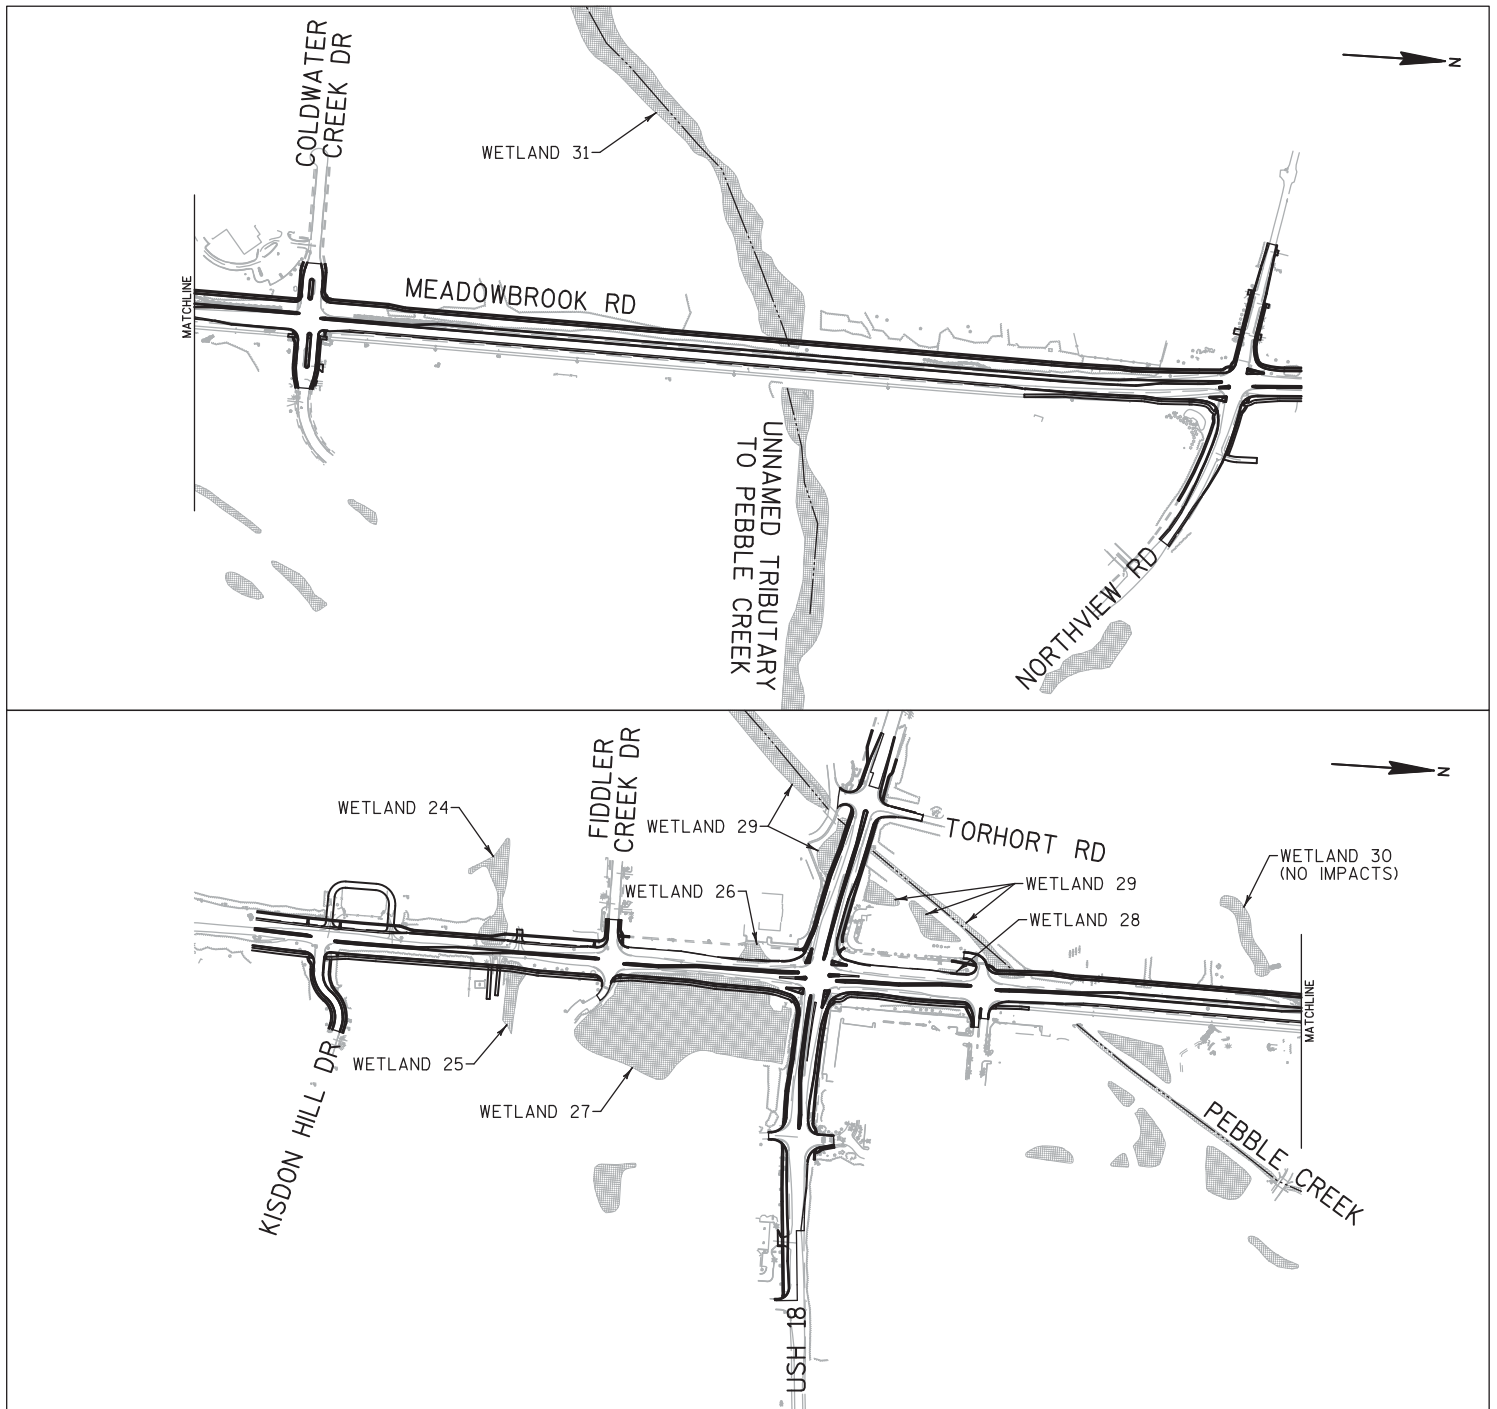 COLDWATER
CREEK DR
N
WETLAND 31
MATCHLINE
MEADOWBROOK RD
UNNAMED TRIBUTARY
TO PEBBLE CREEK
NORTHVIEW RD
FIDDLER
CREEK DR
N
WETLAND 24
WETLAND 29
TORHORT RD
WETLAND 30
(NO IMPACTS)
WETLAND 26
WETLAND 29
WETLAND 28
MATCHLINE
WETLAND 25
KISDON HILL DR
WETLAND 27
PEBBLE CREEK
USH 18